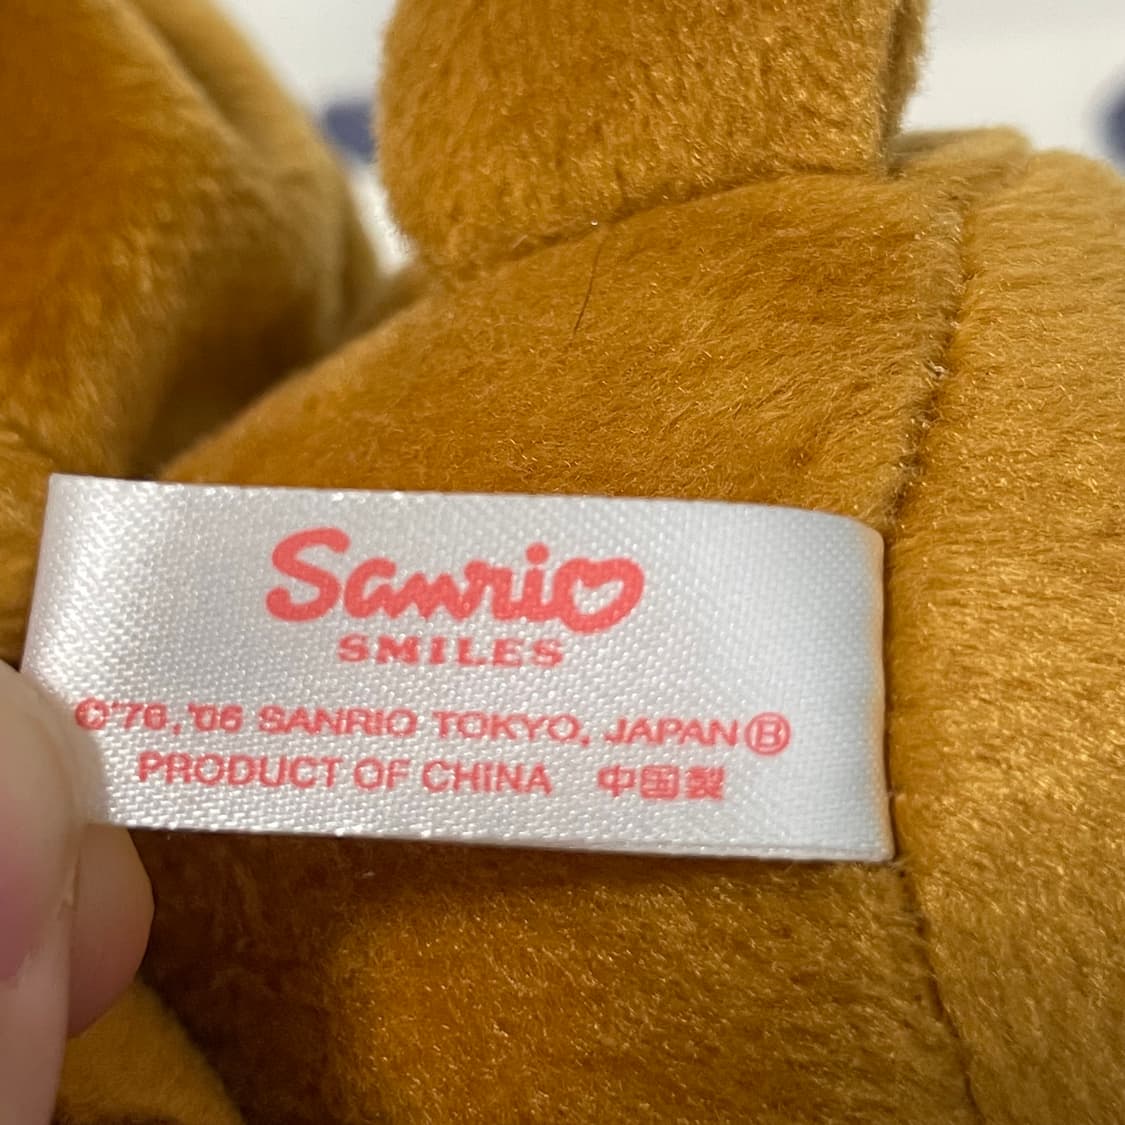 Sanrio
SMILES
©'76,'06 SANRIO TOKYO, JAPAN Ⓗ
PRODUCT OF CHINA 中国製